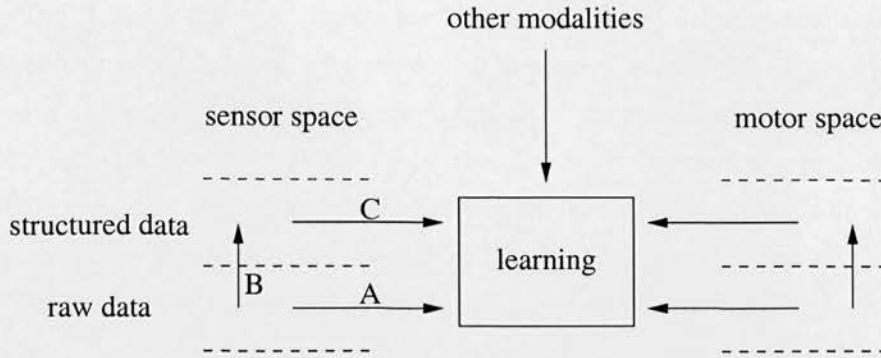 other modalities
sensor space
motor space
structured data
C
learning
B
raw data
A